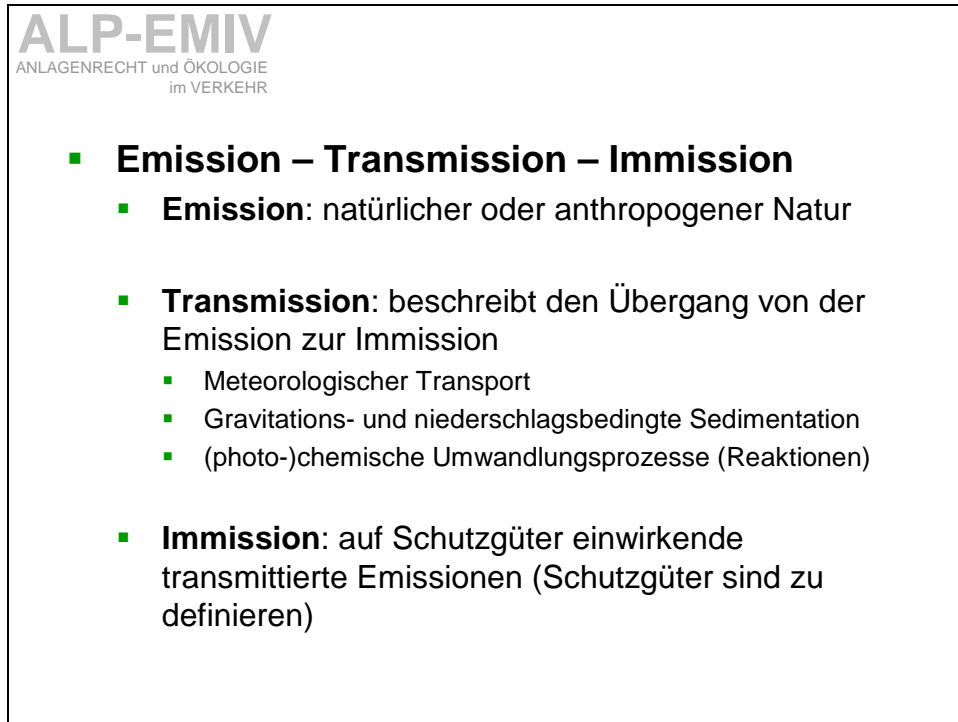 ALP-EMIV
ANLAGENRECHT und ÖKOLOGIE
im VERKEHR
Emission – Transmission – Immission
Emission: natürlicher oder anthropogener Natur
Transmission: beschreibt den Übergang von der
Emission zur Immission
Meteorologischer Transport
Gravitations- und niederschlagsbedingte Sedimentation
(photo-)chemische Umwandlungsprozesse (Reaktionen)
Immission: auf Schutzgüter einwirkende
transmittierte Emissionen (Schutzgüter sind zu
definieren)